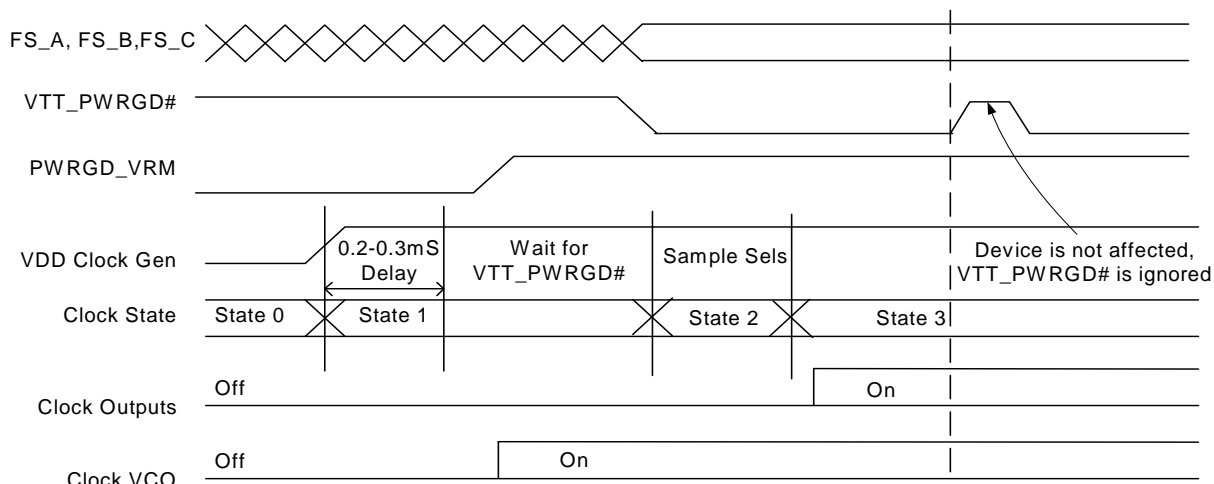 FS_A, FS_B,FS_C
VTT_PWRGD#
PWRGD_VRM
VDD Clock Gen
0.2-0.3mS
Delay
Wait for
VTT_PWRGD#
Sample Sels
Device is not affected,
VTT_PWRGD# is ignored
Clock State
State 0
State 1
State 2
State 3
Clock Outputs
Off
On
Clock VCO
Off
On